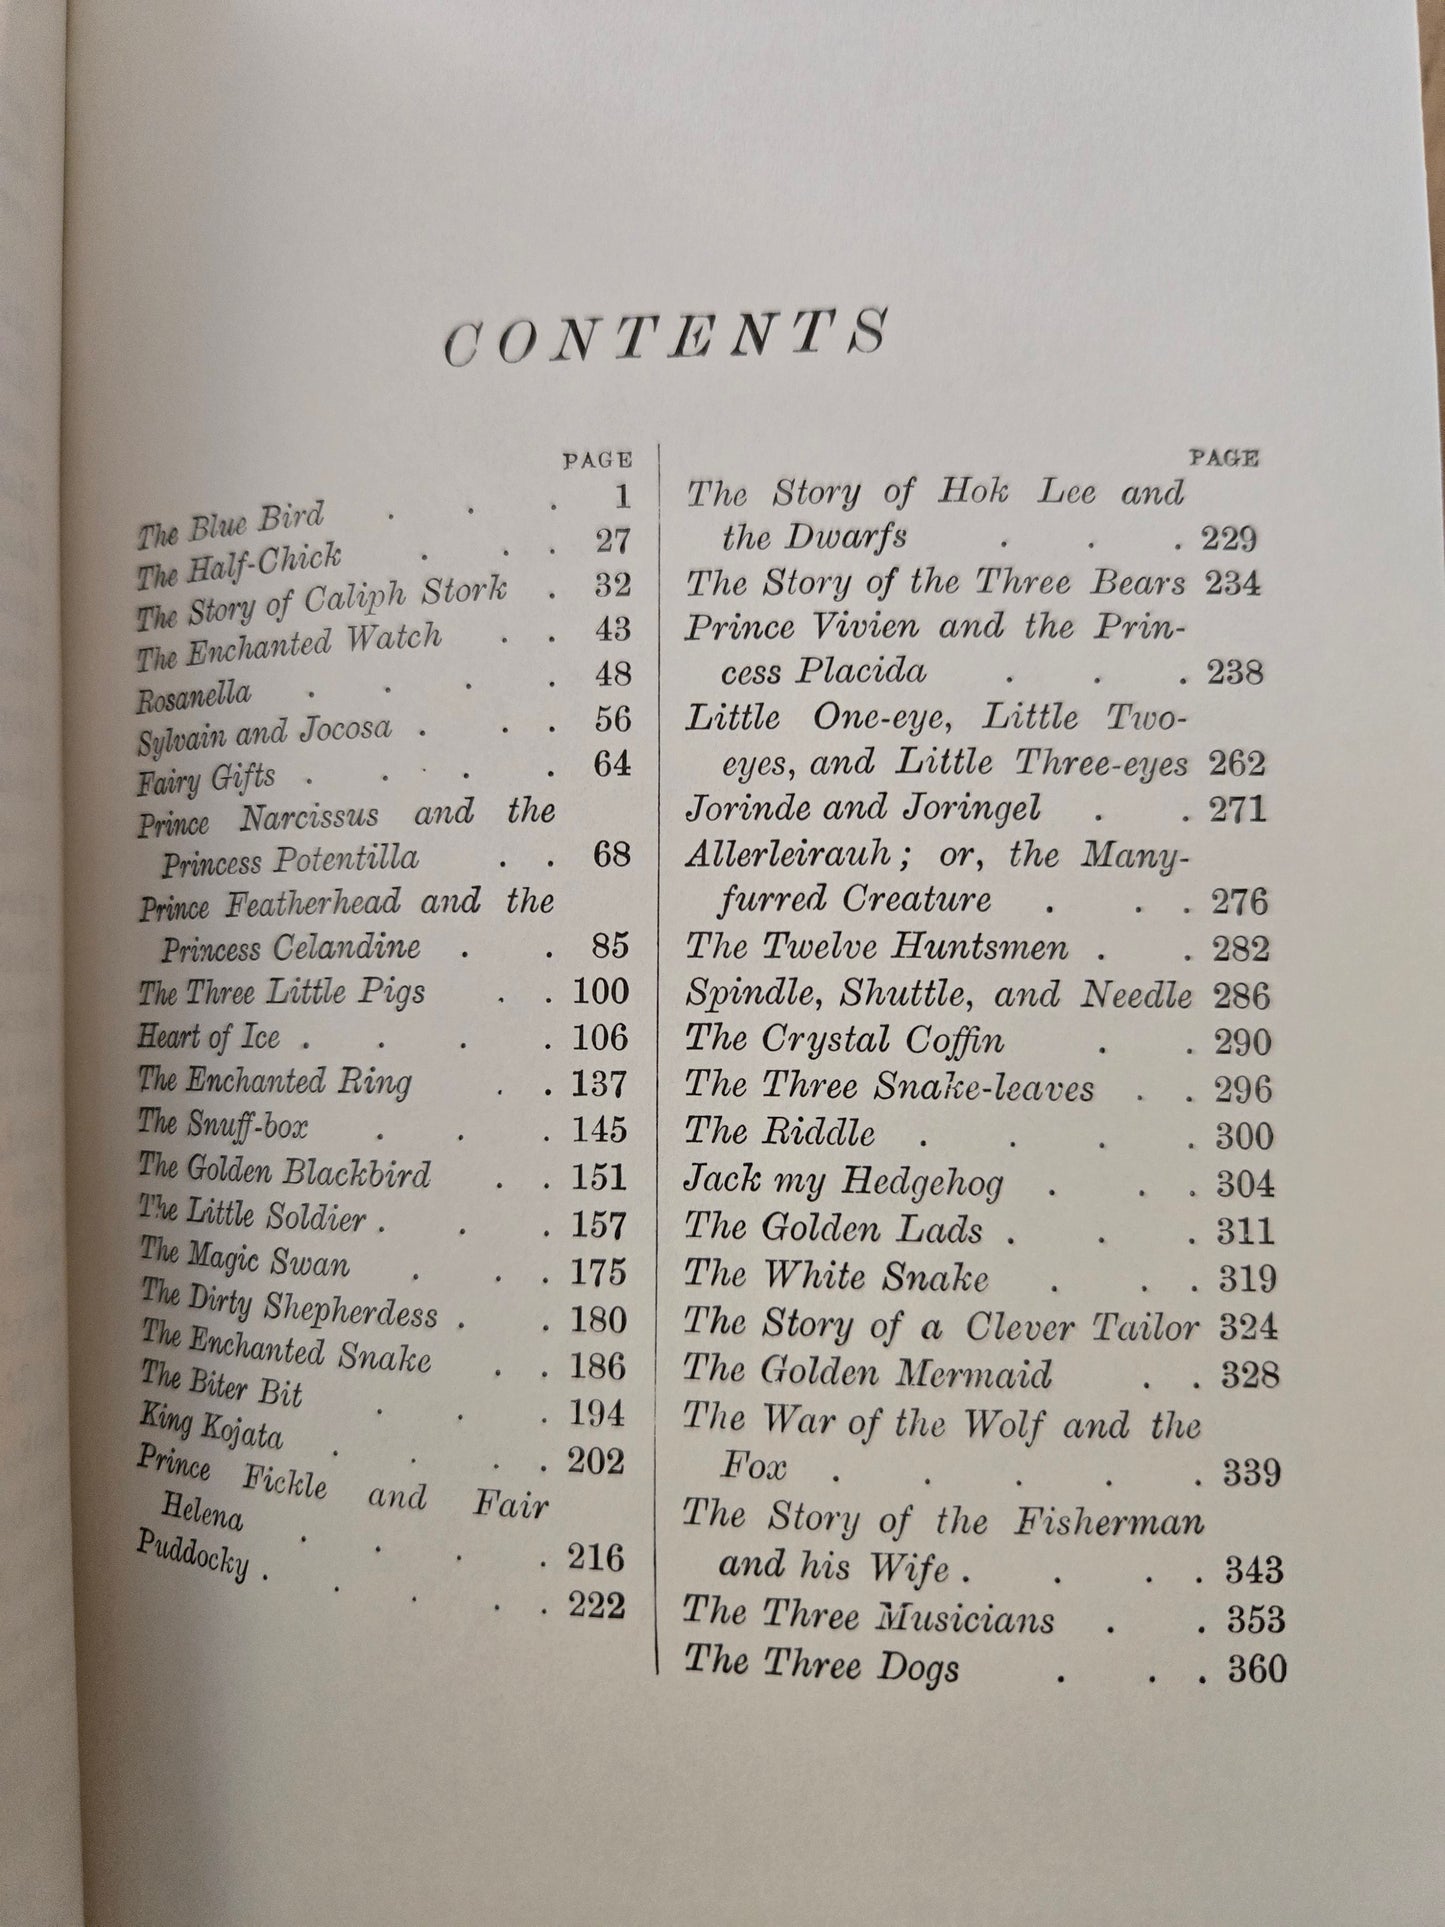 CONTENTS
PAGE
The Blue Bird . . . 1
The Half-Chick . . . 27
The Story of Caliph Stork . 32
The Enchanted Watch . . 43
Rosanella . . . . 48
Sylvain and Jocosa . . . 56
Fairy Gifts . . . . 64
Prince Narcissus and the
Princess Potentilla . . 68
Prince Featherhead and the
Princess Celandine . . 85
The Three Little Pigs . . 100
Heart of Ice . . . . 106
The Enchanted Ring . . 137
The Snuff-box . . . 145
The Golden Blackbird . . 151
The Little Soldier . . . 157
The Magic Swan . . . 175
The Dirty Shepherdess . . 180
The Enchanted Snake . . 186
The Biter Bit . . . 194
King Kojata . . . . 202
Prince Fickle and Fair
Helena . . . . 216
Puddocky . . . . . 222
PAGE
The Story of Hok Lee and
the Dwarfs . . . 229
The Story of the Three Bears 234
Prince Vivien and the Prin-
cess Placida . . . 238
Little One-eye, Little Two-
eyes, and Little Three-eyes 262
Jorinde and Joringel . . 271
Allerleirauh ; or, the Many-
furred Creature . . . 276
The Twelve Huntsmen . . 282
Spindle, Shuttle, and Needle 286
The Crystal Coffin . . 290
The Three Snake-leaves . . 296
The Riddle . . . . 300
Jack my Hedgehog . . . 304
The Golden Lads . . . 311
The White Snake . . . 319
The Story of a Clever Tailor 324
The Golden Mermaid . . 328
The War of the Wolf and the
Fox . . . . . 339
The Story of the Fisherman
and his Wife . . . . 343
The Three Musicians . . 353
The Three Dogs . . . 360